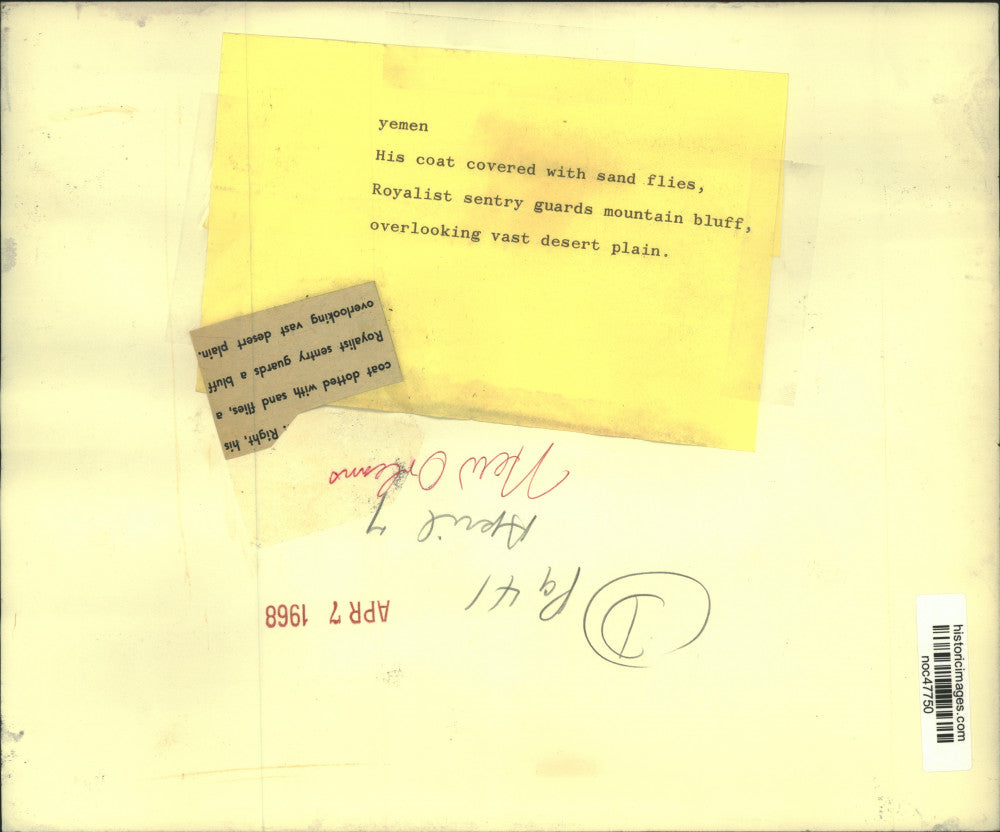 yemen
His coat covered with sand flies,
Royalist sentry guards mountain bluff,
overlooking vast desert plain.
. Right, his
coat dotted with sand flies, a
Royalist sentry guards a bluff
overlooking vast desert plain.
New Orleans
April 7
Pg 41
D
APR 7 1968
historicimages.com
noc47750